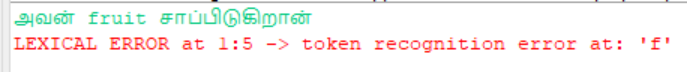 அவன் fruit சாப்பிடுகிறான்
LEXICAL ERROR at 1:5 -> token recognition error at: 'f'